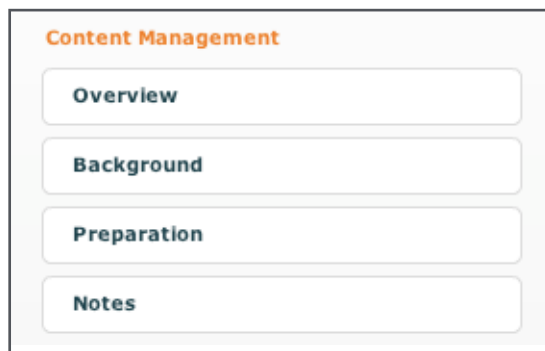 Content Management
Overview
Background
Preparation
Notes